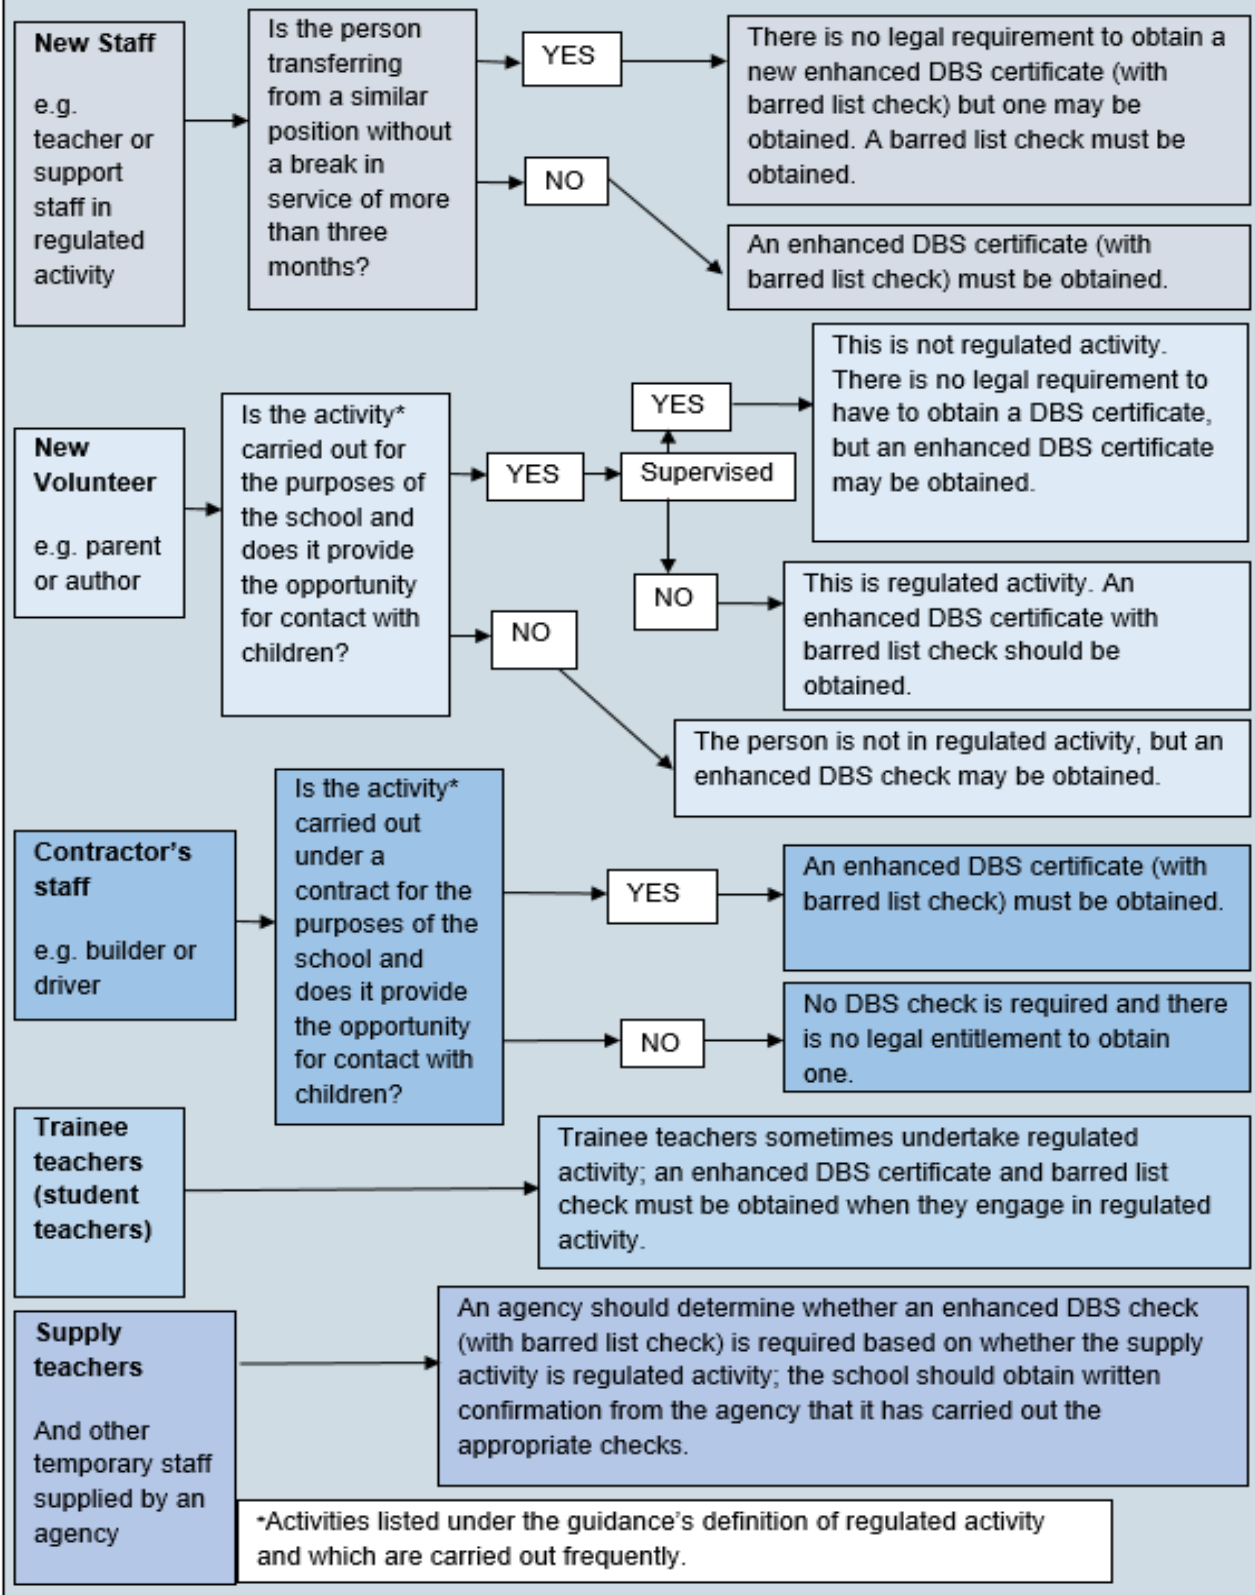 New Staff
e.g.
teacher or
support
staff in
regulated
activity
Is the person
transferring
from a similar
position without
a break in
service of more
than three
months?
YES
There is no legal requirement to obtain a
new enhanced DBS certificate (with
barred list check) but one may be
obtained. A barred list check must be
obtained.
NO
An enhanced DBS certificate (with
barred list check) must be obtained.
New
Volunteer
e.g. parent
or author
Is the activity*
carried out for
the purposes of
the school and
does it provide
the opportunity
for contact with
children?
YES
Supervised
YES
This is not regulated activity.
There is no legal requirement to
have to obtain a DBS certificate,
but an enhanced DBS certificate
may be obtained.
NO
This is regulated activity. An
enhanced DBS certificate with
barred list check should be
obtained.
NO
The person is not in regulated activity, but an
enhanced DBS check may be obtained.
Contractor’s
staff
e.g. builder or
driver
Is the activity*
carried out
under a
contract for the
purposes of the
school and
does it provide
the opportunity
for contact with
children?
YES
An enhanced DBS certificate (with
barred list check) must be obtained.
NO
No DBS check is required and there
is no legal entitlement to obtain
one.
Trainee
teachers
(student
teachers)
Trainee teachers sometimes undertake regulated
activity; an enhanced DBS certificate and barred list
check must be obtained when they engage in regulated
activity.
Supply
teachers
And other
temporary staff
supplied by an
agency
An agency should determine whether an enhanced DBS check
(with barred list check) is required based on whether the supply
activity is regulated activity; the school should obtain written
confirmation from the agency that it has carried out the
appropriate checks.
*Activities listed under the guidance’s definition of regulated activity
and which are carried out frequently.